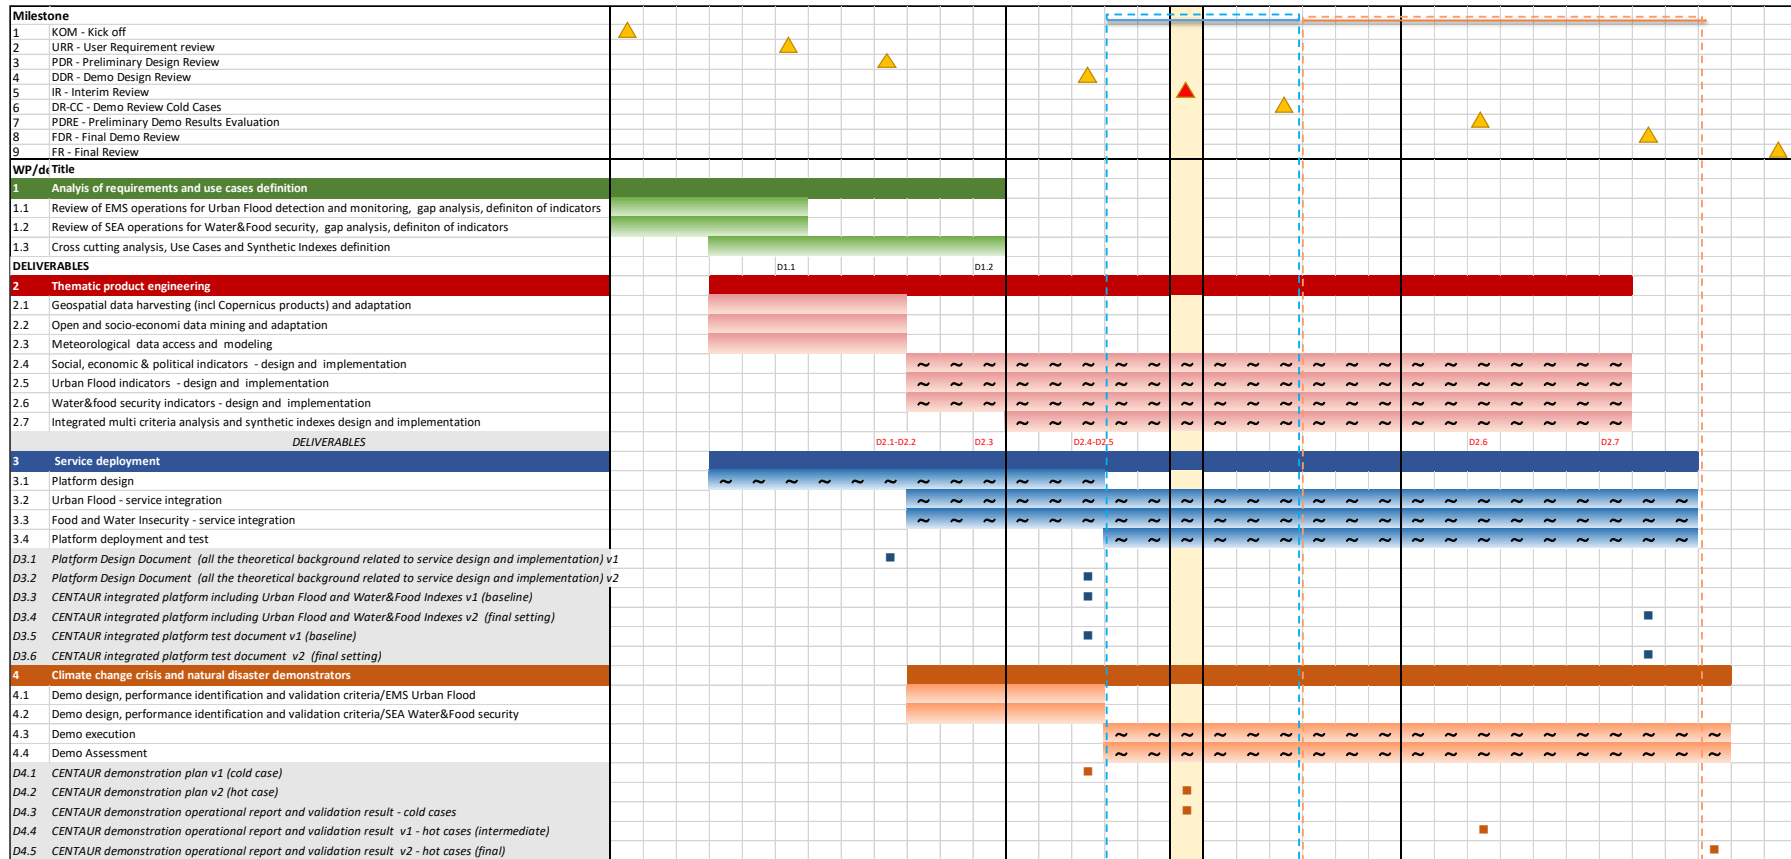 Milestone
1 KOM - Kick off
2 URR - User Requirement review
3 PDR - Preliminary Design Review
4 DDR - Demo Design Review
5 IR - Interim Review
6 DR-CC - Demo Review Cold Cases
7 PDRE - Preliminary Demo Results Evaluation
8 FDR - Final Demo Review
9 FR - Final Review
WP/de Title
1 Analyis of requirements and use cases definition
1.1 Review of EMS operations for Urban Flood detection and monitoring, gap analysis, definiton of indicators
1.2 Review of SEA operations for Water&Food security, gap analysis, definiton of indicators
1.3 Cross cutting analysis, Use Cases and Synthetic Indexes definition
DELIVERABLES D1.1 D1.2
2 Thematic product engineering
2.1 Geospatial data harvesting (incl Copernicus products) and adaptation
2.2 Open and socio-economi data mining and adaptation
2.3 Meteorological data access and modeling
2.4 Social, economic & political indicators - design and implementation ~ ~ ~ ~ ~ ~ ~ ~ ~ ~ ~ ~ ~ ~ ~ ~ ~ ~ ~ ~ ~ ~
2.5 Urban Flood indicators - design and implementation ~ ~ ~ ~ ~ ~ ~ ~ ~ ~ ~ ~ ~ ~ ~ ~ ~ ~ ~ ~ ~ ~
2.6 Water&food security indicators - design and implementation ~ ~ ~ ~ ~ ~ ~ ~ ~ ~ ~ ~ ~ ~ ~ ~ ~ ~ ~ ~ ~ ~
2.7 Integrated multi criteria analysis and synthetic indexes design and implementation ~ ~ ~ ~ ~ ~ ~ ~ ~ ~ ~ ~ ~ ~ ~ ~ ~ ~ ~
DELIVERABLES D2.1-D2.2 D2.3 D2.4-D2.5 D2.6 D2.7
3 Service deployment
3.1 Platform design ~ ~ ~ ~ ~ ~ ~ ~ ~ ~ ~ ~
3.2 Urban Flood - service integration ~ ~ ~ ~ ~ ~ ~ ~ ~ ~ ~ ~ ~ ~ ~ ~ ~ ~ ~ ~ ~ ~ ~ ~
3.3 Food and Water Insecurity - service integration ~ ~ ~ ~ ~ ~ ~ ~ ~ ~ ~ ~ ~ ~ ~ ~ ~ ~ ~ ~ ~ ~ ~ ~
3.4 Platform deployment and test ~ ~ ~ ~ ~ ~ ~ ~ ~ ~ ~ ~ ~ ~ ~ ~ ~ ~
D3.1 Platform Design Document (all the theoretical background related to service design and implementation) v1
D3.2 Platform Design Document (all the theoretical background related to service design and implementation) v2
D3.3 CENTAUR integrated platform including Urban Flood and Water&Food Indexes v1 (baseline)
D3.4 CENTAUR integrated platform including Urban Flood and Water&Food Indexes v2 (final setting)
D3.5 CENTAUR integrated platform test document v1 (baseline)
D3.6 CENTAUR integrated platform test document v2 (final setting)
4 Climate change crisis and natural disaster demonstrators
4.1 Demo design, performance identification and validation criteria/EMS Urban Flood
4.2 Demo design, performance identification and validation criteria/SEA Water&Food security
4.3 Demo execution ~ ~ ~ ~ ~ ~ ~ ~ ~ ~ ~ ~ ~ ~ ~ ~ ~ ~ ~
4.4 Demo Assessment ~ ~ ~ ~ ~ ~ ~ ~ ~ ~ ~ ~ ~ ~ ~ ~ ~ ~ ~
D4.1 CENTAUR demonstration plan v1 (cold case)
D4.2 CENTAUR demonstration plan v2 (hot case)
D4.3 CENTAUR demonstration operational report and validation result - cold cases
D4.4 CENTAUR demonstration operational report and validation result v1 - hot cases (intermediate)
D4.5 CENTAUR demonstration operational report and validation result v2 - hot cases (final)